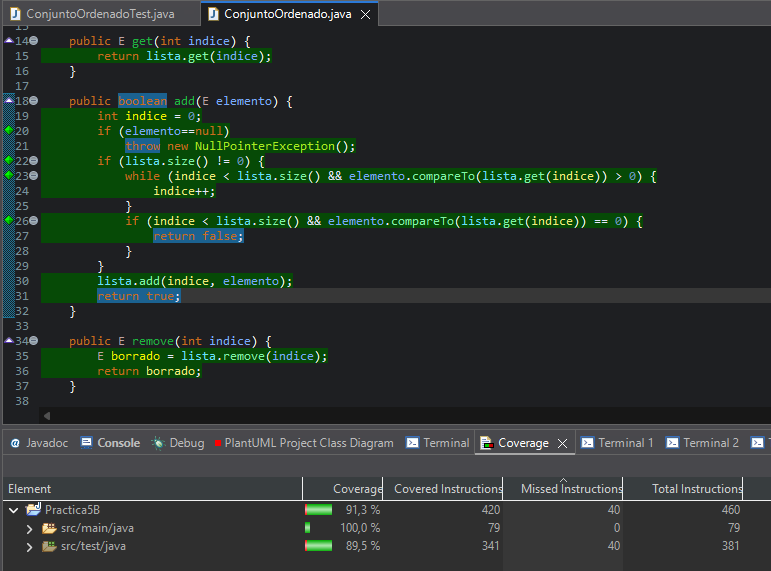 ConjuntoOrdenadoTest.java ConjuntoOrdenado.java
14 public E get(int indice) {
15 return lista.get(indice);
16 }
17
18 public boolean add(E elemento) {
19 int indice = 0;
20 if (elemento==null)
21 throw new NullPointerException();
22 if (lista.size() != 0) {
23 while (indice < lista.size() && elemento.compareTo(lista.get(indice)) > 0) {
24 indice++;
25 }
26 if (indice < lista.size() && elemento.compareTo(lista.get(indice)) == 0) {
27 return false;
28 }
29 }
30 lista.add(indice, elemento);
31 return true;
32 }
33
34 public E remove(int indice) {
35 E borrado = lista.remove(indice);
36 return borrado;
37 }
38
@ Javadoc Console Debug PlantUML Project Class Diagram Terminal Coverage Terminal 1 Terminal 2
Element Coverage Covered Instructions Missed Instructions Total Instructions
Practica5B 91,3 % 420 40 460
src/main/java 100,0 % 79 0 79
src/test/java 89,5 % 341 40 381